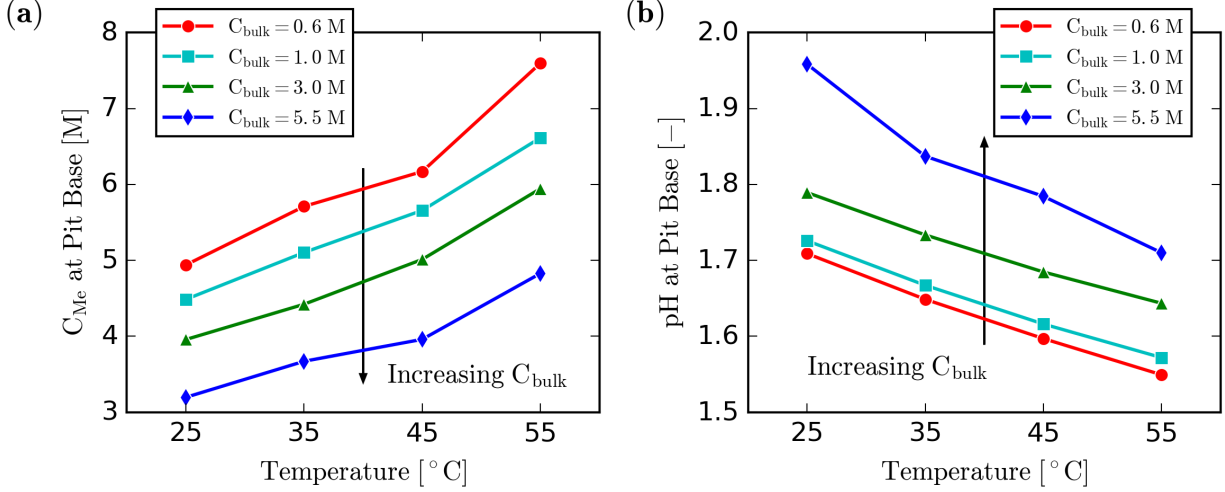 (a)
C_bulk = 0.6 M
C_bulk = 1.0 M
C_bulk = 3.0 M
C_bulk = 5.5 M
8
7
6
5
4
3
C_Me at Pit Base [M]
Increasing C_bulk
25 35 45 55
Temperature [°C]
(b)
C_bulk = 0.6 M
C_bulk = 1.0 M
C_bulk = 3.0 M
C_bulk = 5.5 M
2.0
1.9
1.8
1.7
1.6
1.5
pH at Pit Base [−]
Increasing C_bulk
25 35 45 55
Temperature [°C]